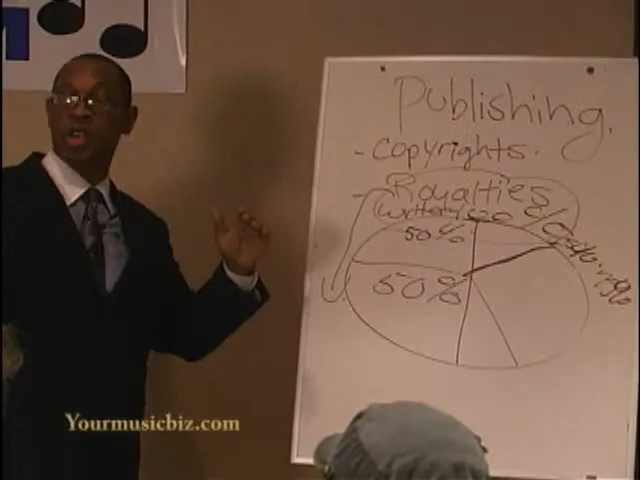 Publishing.
- Copyrights.
- Royalties
50%
50%
Yourmusicbiz.com